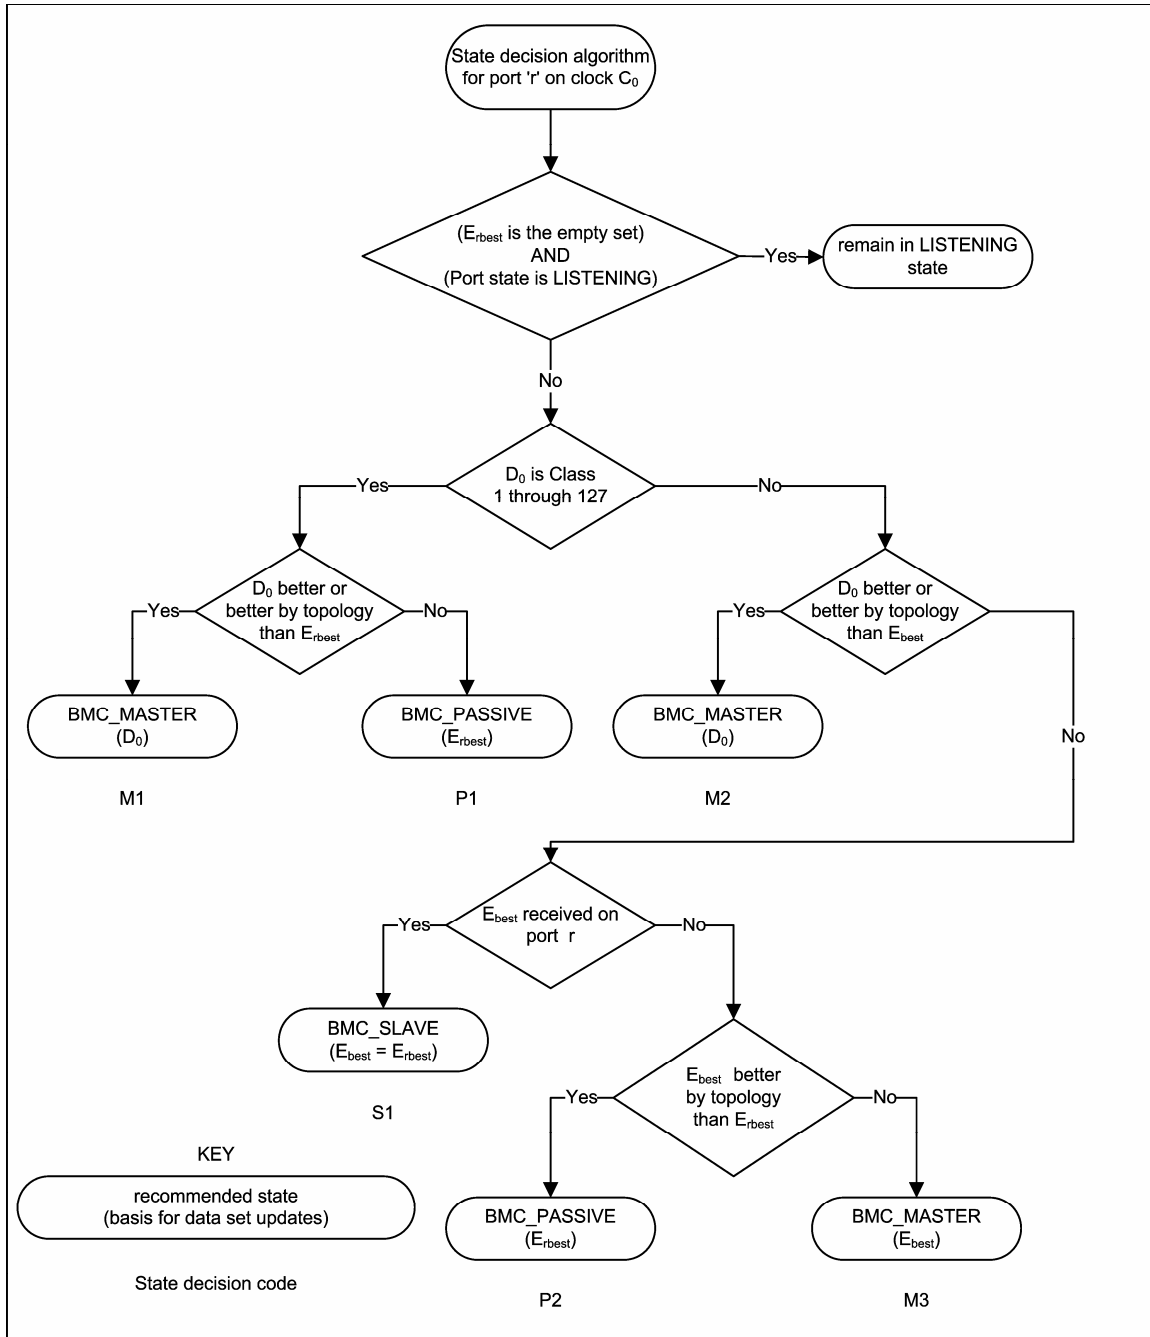 State decision algorithm
for port 'r' on clock C₀
(Erbest is the empty set)
AND
(Port state is LISTENING)
Yes
remain in LISTENING
state
No
D₀ is Class
1 through 127
Yes
No
D₀ better or
better by topology
than Erbest
Yes
No
D₀ better or
better by topology
than Ebest
Yes
No
BMC_MASTER
(D₀)
M1
BMC_PASSIVE
(Erbest)
P1
BMC_MASTER
(D₀)
M2
Ebest received on
port r
Yes
No
BMC_SLAVE
(Ebest = Erbest)
S1
Ebest better
by topology
than Erbest
Yes
No
BMC_PASSIVE
(Erbest)
P2
BMC_MASTER
(Ebest)
M3
KEY
recommended state
(basis for data set updates)
State decision code